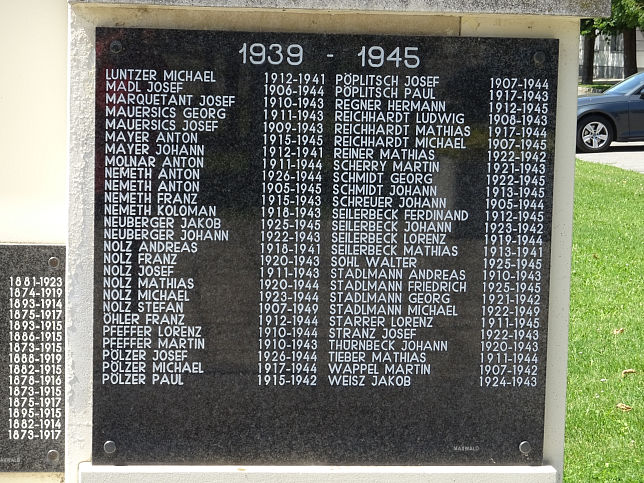 1939 - 1945
LUNTZER MICHAEL 1912-1941
MADL JOSEF 1906-1944
MARQUETANT JOSEF 1910-1943
MAUERSICS GEORG 1911-1943
MAUERSICS JOSEF 1909-1943
MAYER ANTON 1915-1945
MAYER JOHANN 1912-1941
MOLNAR ANTON 1911-1944
NEMETH ANTON 1926-1944
NEMETH ANTON 1905-1945
NEMETH FRANZ 1915-1943
NEMETH KOLOMAN 1916-1943
NEUBERGER JAKOB 1925-1945
NEUBERGER JOHANN 1922-1943
NOLZ ANDREAS 1918-1941
NOLZ FRANZ 1920-1943
NOLZ JOSEF 1911-1943
NOLZ MATHIAS 1920-1944
NOLZ MICHAEL 1923-1944
NOLZ STEFAN 1907-1949
ÖHLER FRANZ 1912-1944
PFEFFER LORENZ 1910-1944
PFEFFER MARTIN 1910-1943
PÖLZER JOSEF 1926-1944
PÖLZER MICHAEL 1917-1944
PÖLZER PAUL 1915-1942
PÖPLITSCH JOSEF 1907-1944
PÖPLITSCH PAUL 1917-1943
REGNER HERMANN 1912-1945
REICHHARDT LUDWIG 1908-1943
REICHHARDT MATHIAS 1917-1944
REICHHARDT MICHAEL 1907-1945
REINER MATHIAS 1922-1942
SCHERRY MARTIN 1921-1943
SCHMIDT GEORG 1922-1945
SCHMIDT JOHANN 1913-1945
SCHREUER JOHANN 1905-1944
SEILERBECK FERDINAND 1912-1945
SEILERBECK JOHANN 1923-1942
SEILERBECK LORENZ 1919-1944
SEILERBECK MATHIAS 1913-1941
SOHL WALTER 1925-1945
STADLMANN ANDREAS 1910-1943
STADLMANN FRIEDRICH 1925-1945
STADLMANN GEORG 1921-1942
STADLMANN MICHAEL 1922-1949
STARRER LORENZ 1911-1945
STRANZ JOSEF 1922-1943
THÜRNBECK JOHANN 1920-1943
TIEBER MATHIAS 1911-1944
WAPPEL MARTIN 1907-1942
WEISZ JAKOB 1924-1943
MARWALD
1881-1923
1874-1919
1893-1914
1875-1917
1893-1915
1886-1915
1873-1915
1888-1919
1882-1915
1878-1916
1873-1915
1875-1917
1895-1915
1882-1914
1873-1917